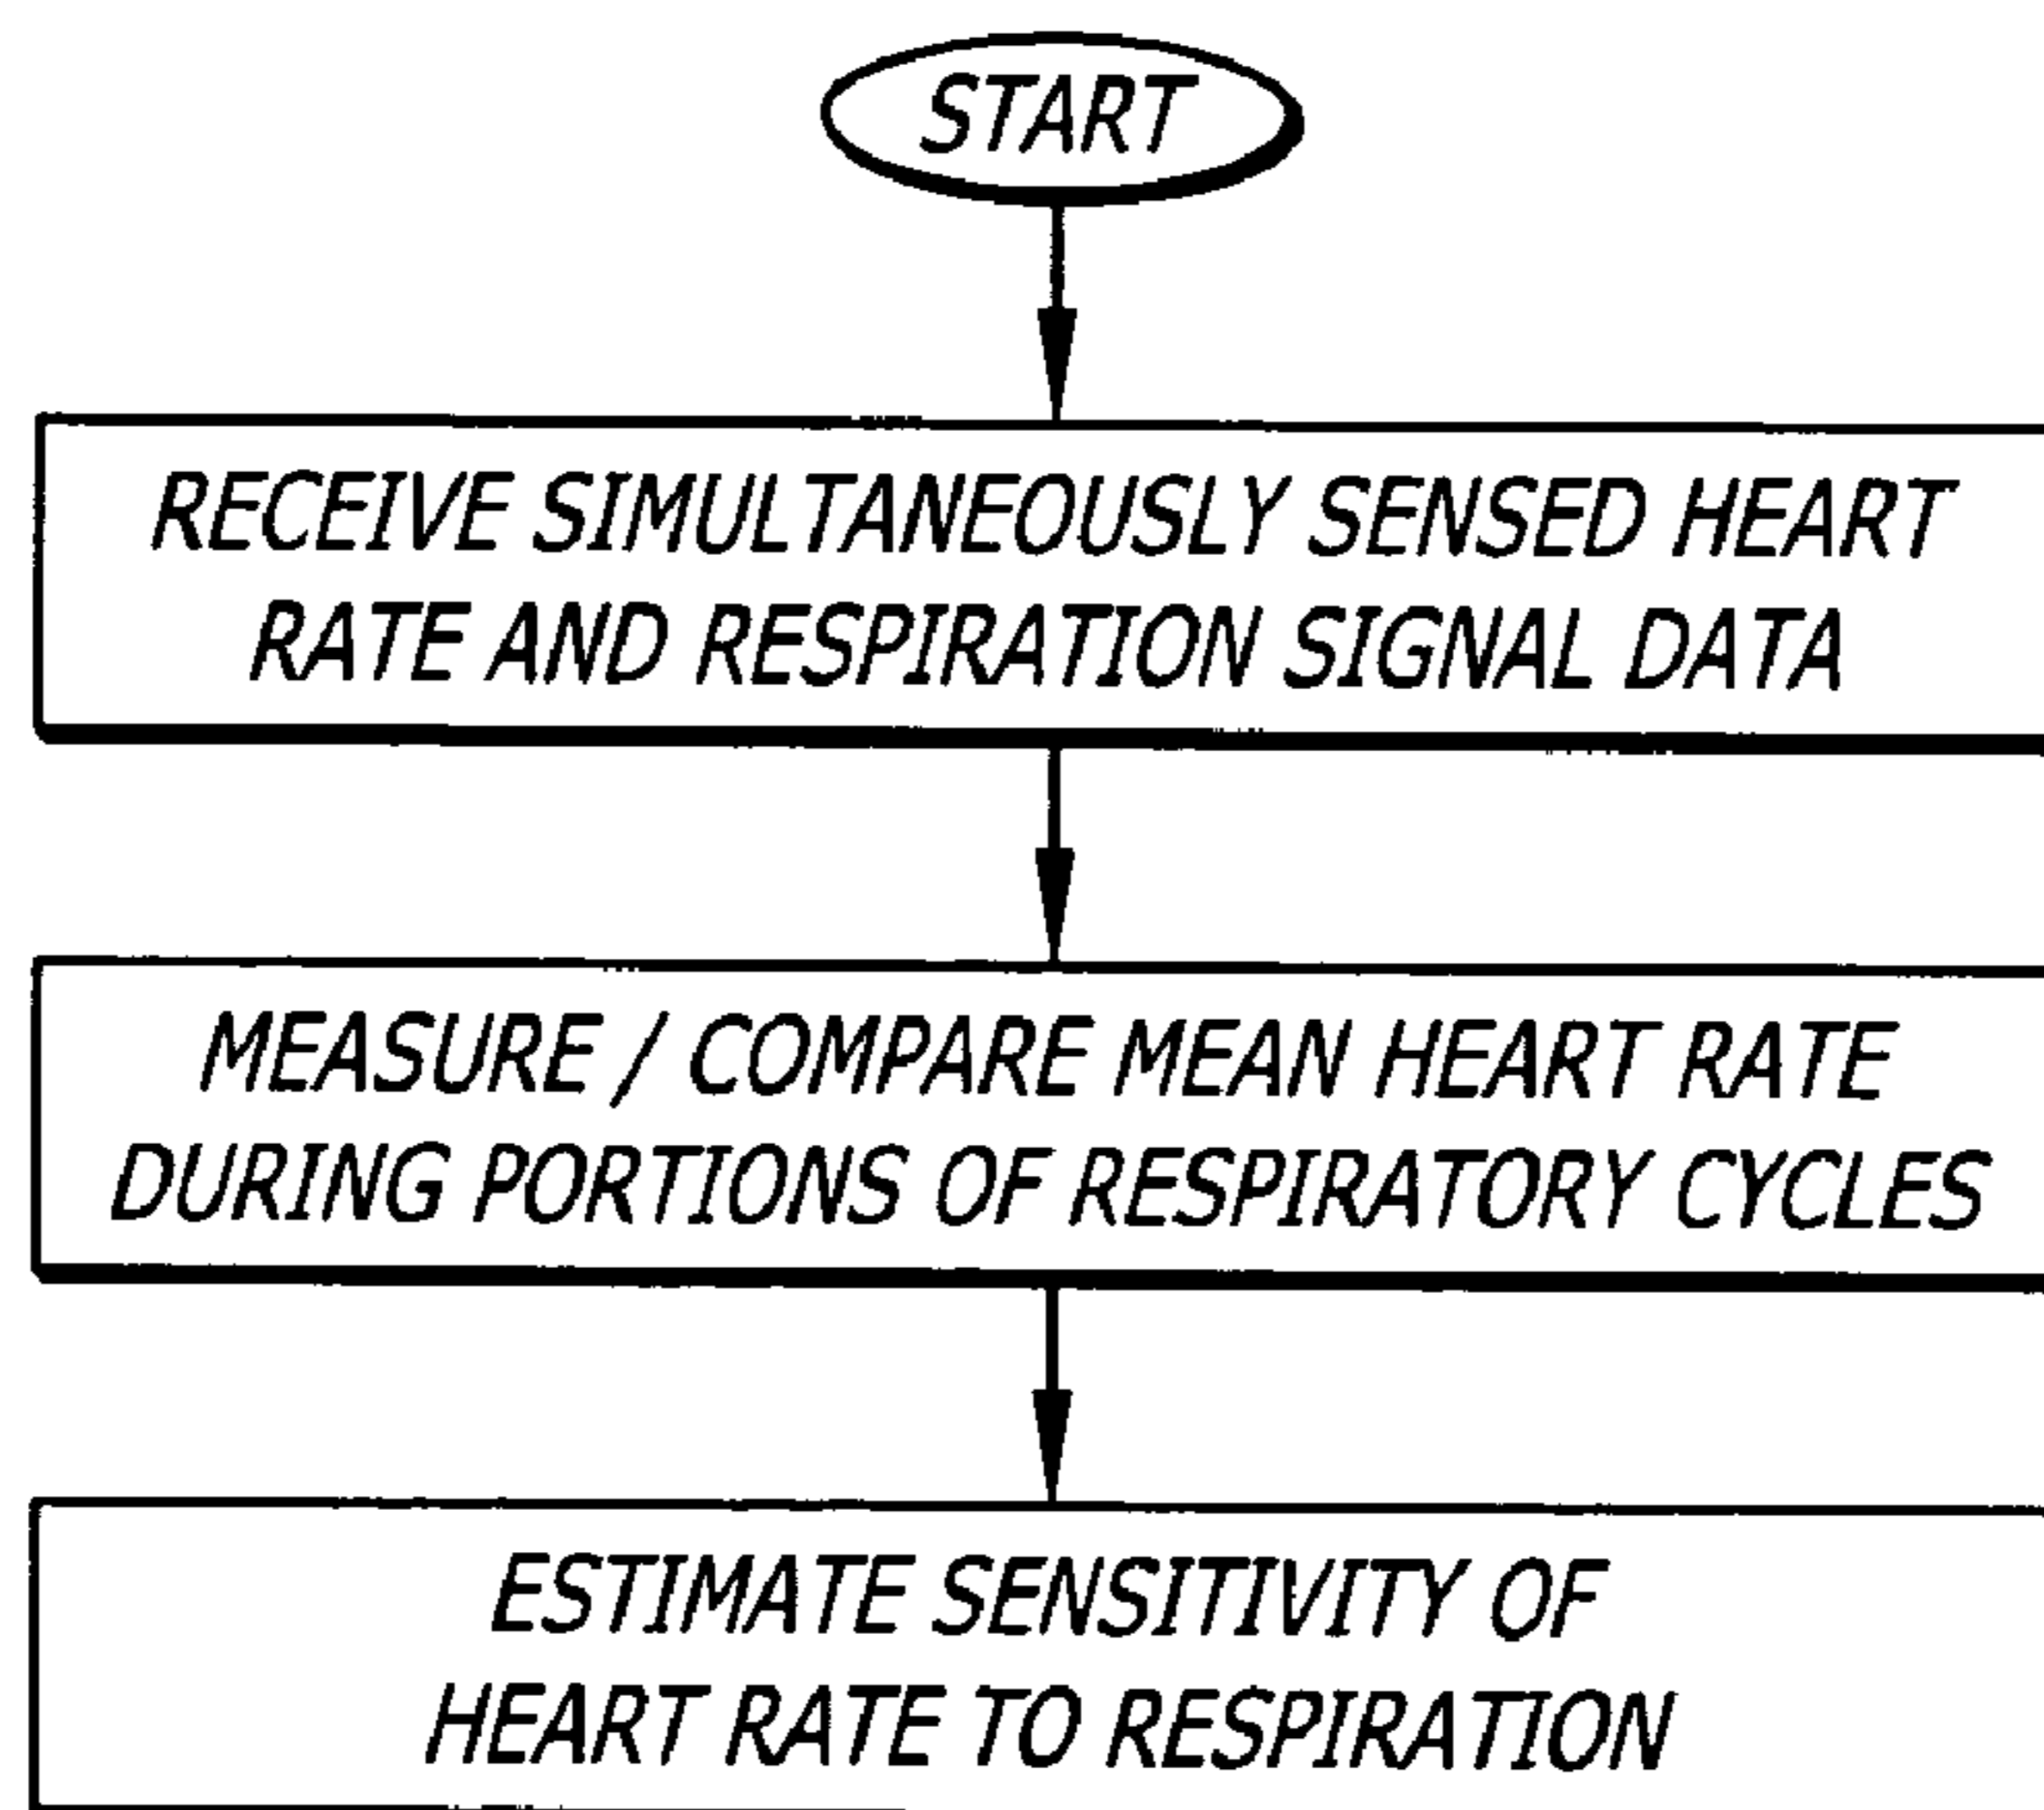 START
RECEIVE SIMULTANEOUSLY SENSED HEART
RATE AND RESPIRATION SIGNAL DATA
MEASURE / COMPARE MEAN HEART RATE
DURING PORTIONS OF RESPIRATORY CYCLES
ESTIMATE SENSITIVITY OF
HEART RATE TO RESPIRATION